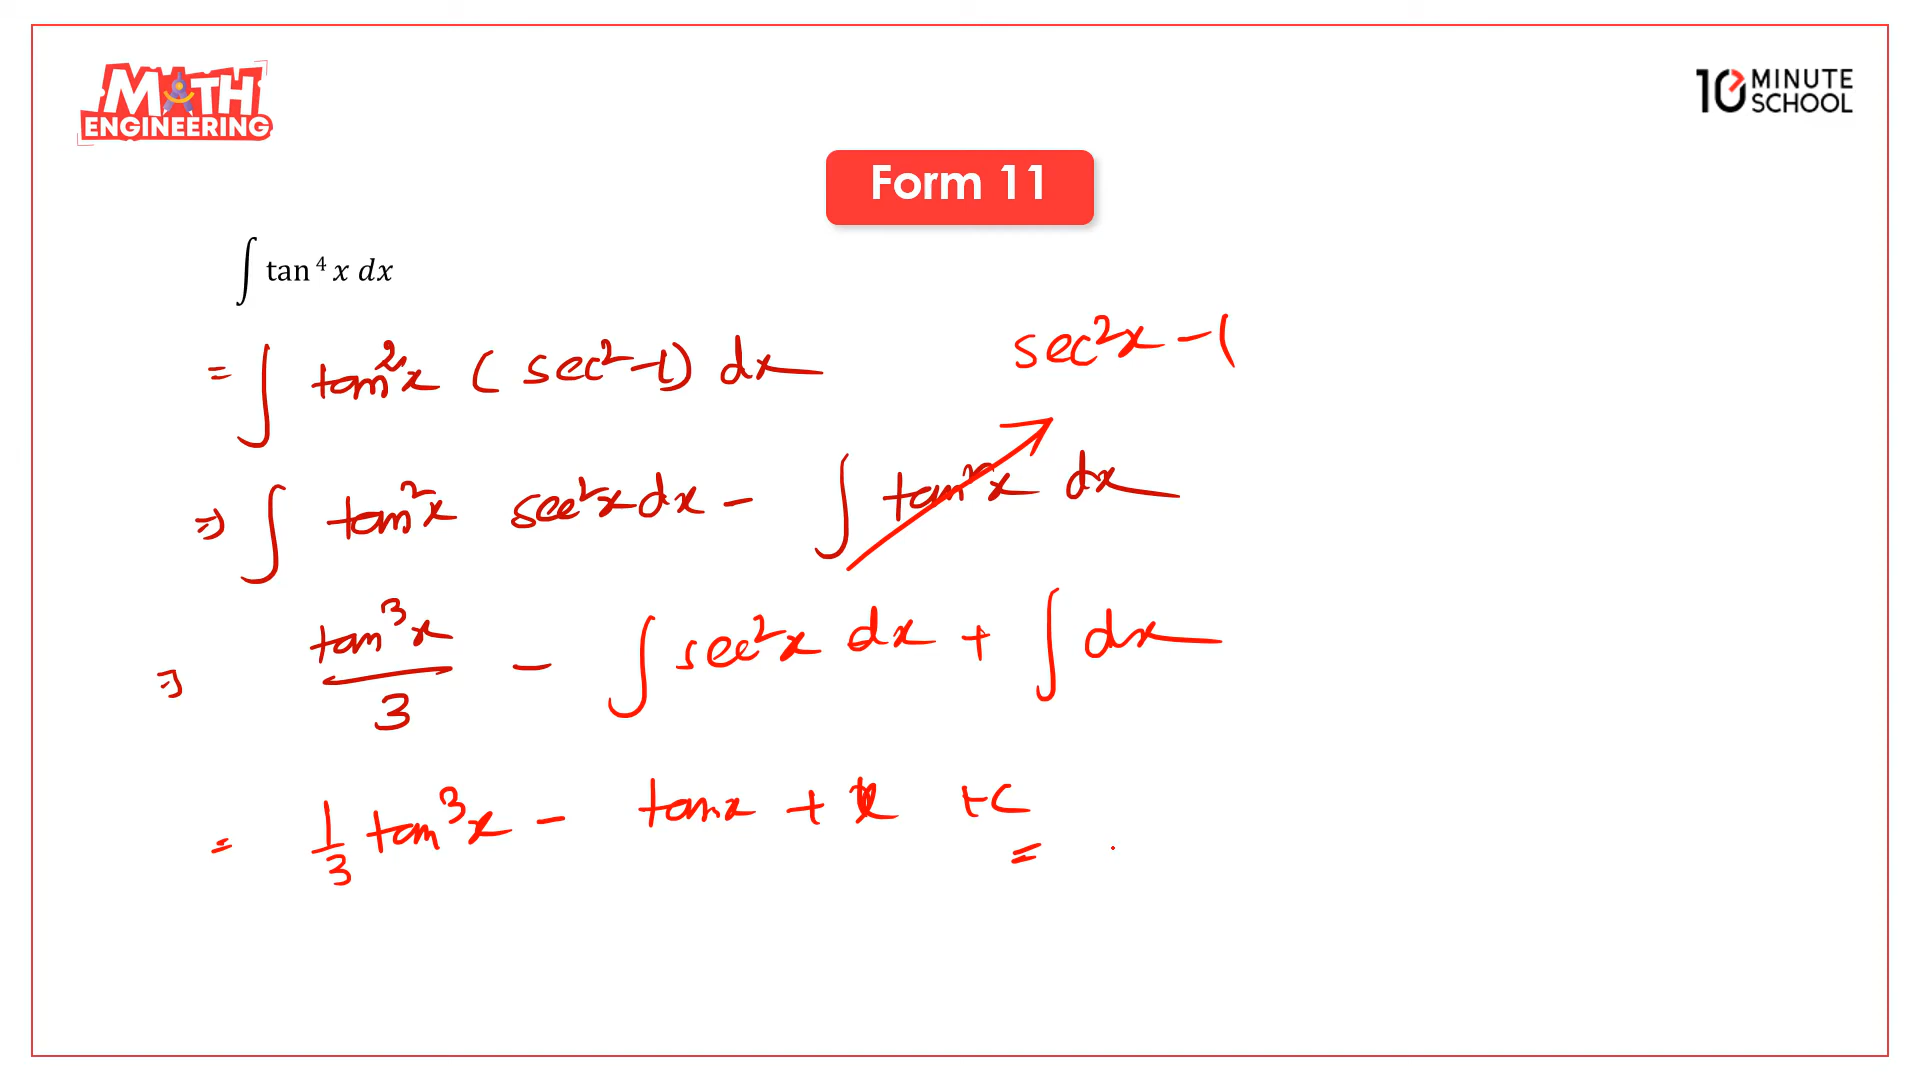 MATH
ENGINEERING
10 MINUTE
SCHOOL
Form 11
∫ tan⁴ x dx
= ∫ tan²x (sec²-1) dx
sec²x - 1
⇒ ∫ tan²x sec²x dx - ∫ tan²x dx
⇒ tan³x/3 - ∫ sec²x dx + ∫ dx
= 1/3 tan³x - tanx + x + c